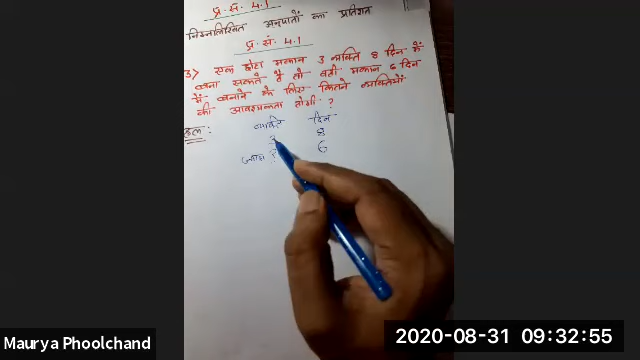 प्र. सं. 4.1
निम्नलिखित अनुपातों का प्रतिशत
प्र. सं. 4.1
3) एक छोटा मकान 3 व्यक्ति 8 दिन में
बना सकते है तो वही मकान 6 दिन
में बनाने के लिए कितने व्यक्तियों
की आवश्यकता होगी ?
हल:
व्यक्ति दिन
3 8
? 6
Maurya Phoolchand
2020-08-31 09:32:55